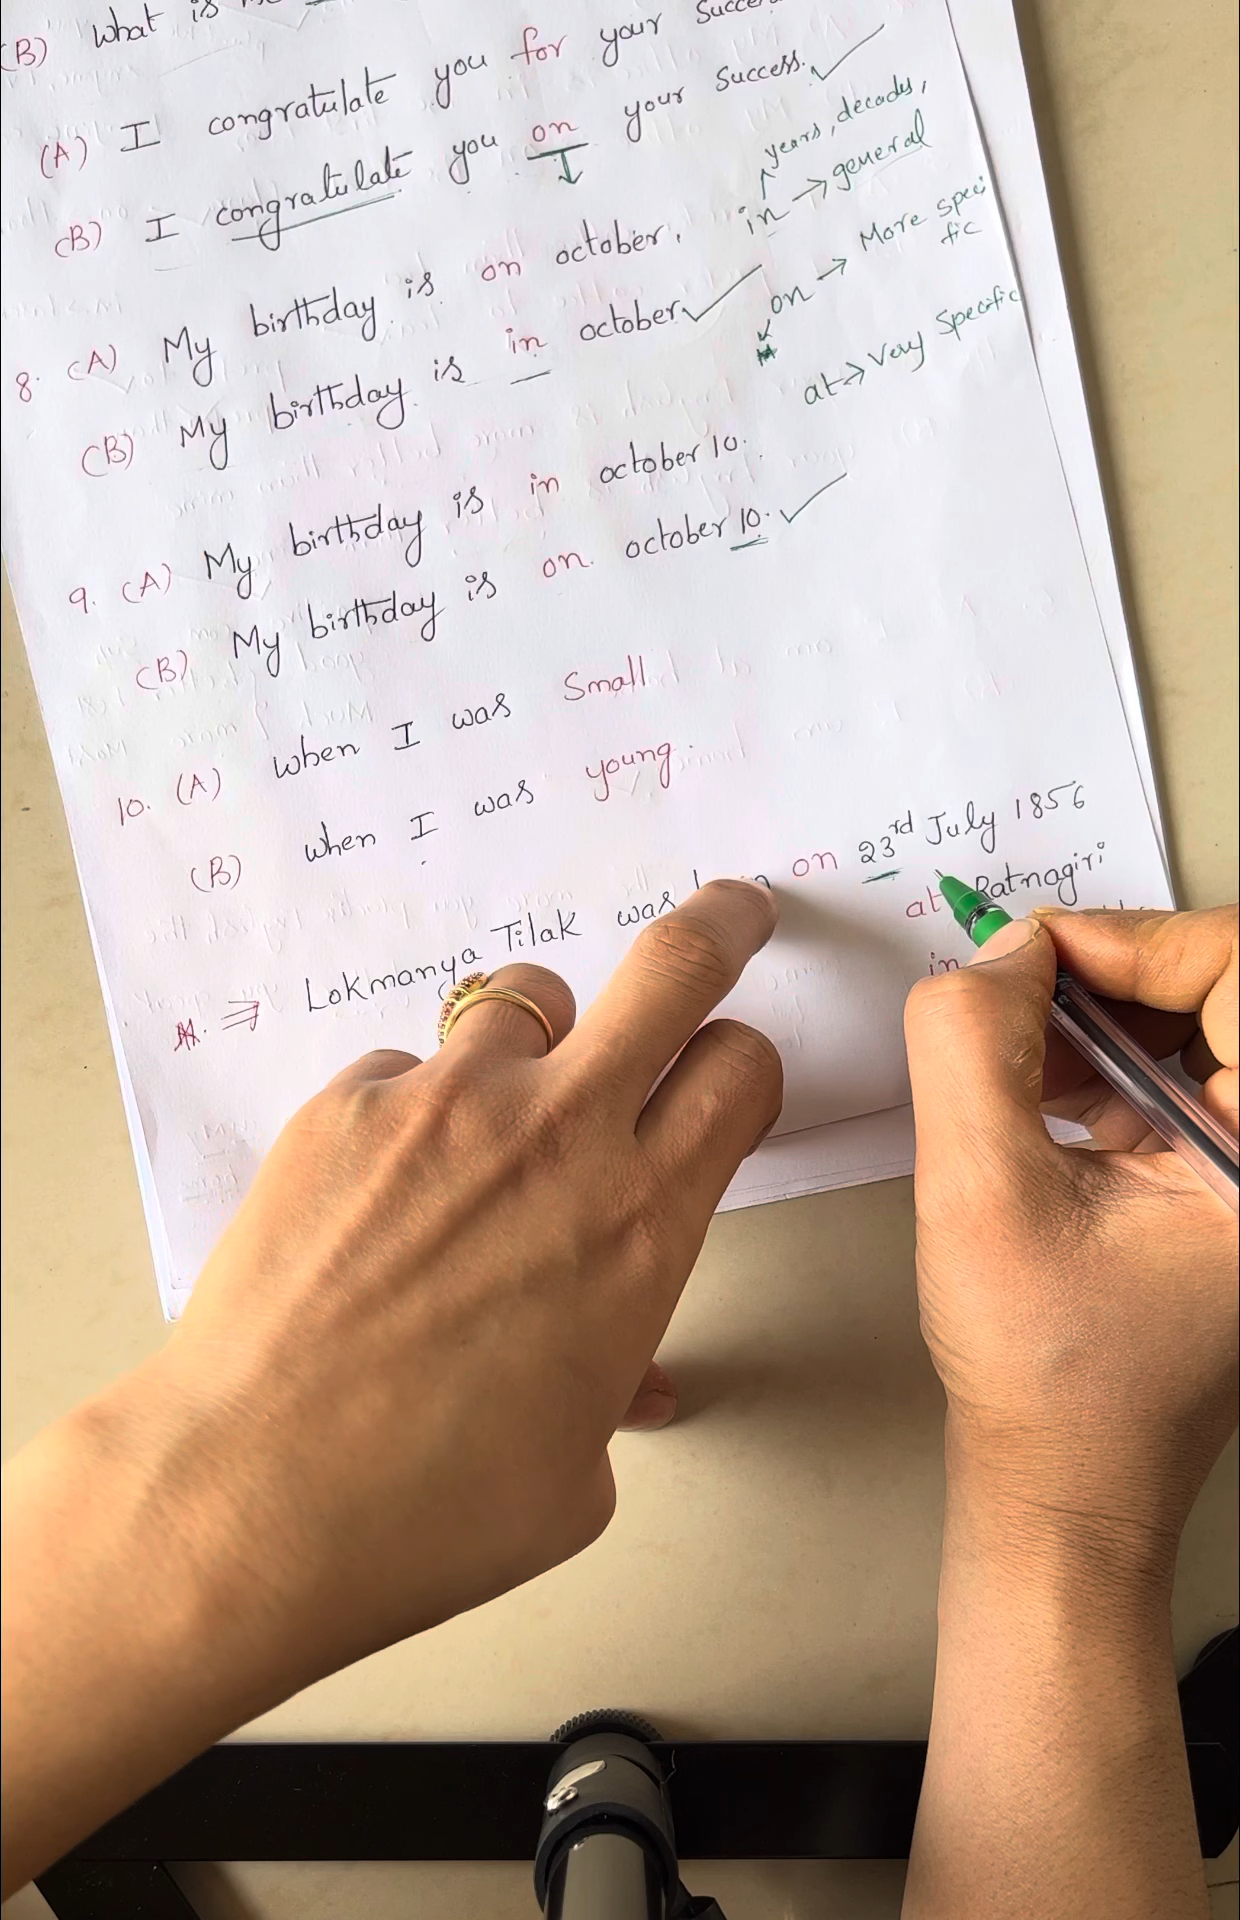 (B) what is
(A) I congratulate you for your
(B) I congratulate you on your success.
years, decades,
in → general
on → More speci
fic
at → Very Specific
8. (A) My birthday is on october.
(B) My birthday is in october
9. (A) My birthday is in october 10.
(B) My birthday is on october 10.
10. (A) when I was Small
(B) when I was young.
⇒ Lokmanya Tilak was on 23rd July 1856
at Ratnagiri
in